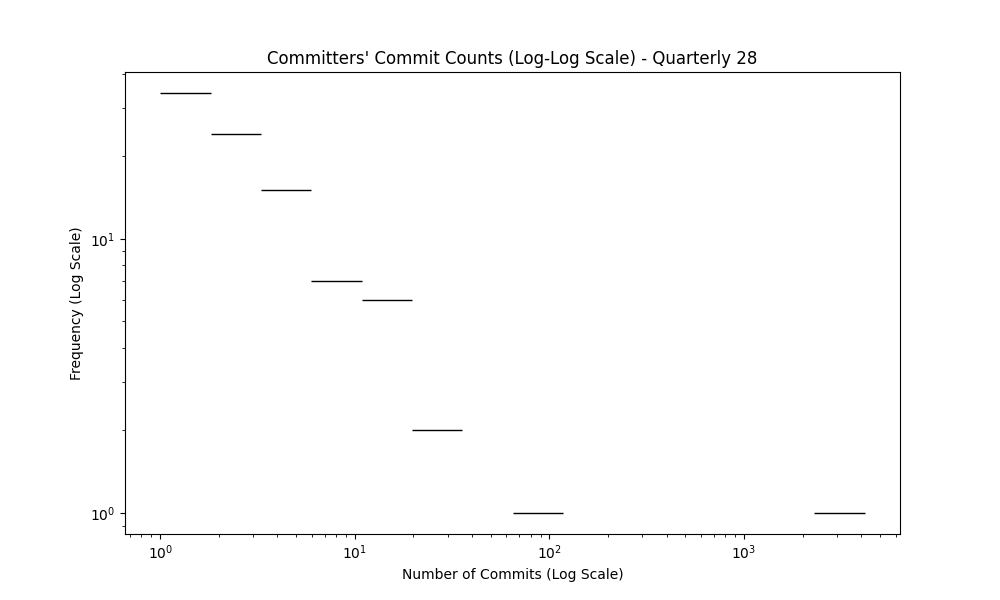 Committers' Commit Counts (Log-Log Scale) - Quarterly 28
Frequency (Log Scale)
10¹
10⁰
10⁰ 10¹ 10² 10³
Number of Commits (Log Scale)